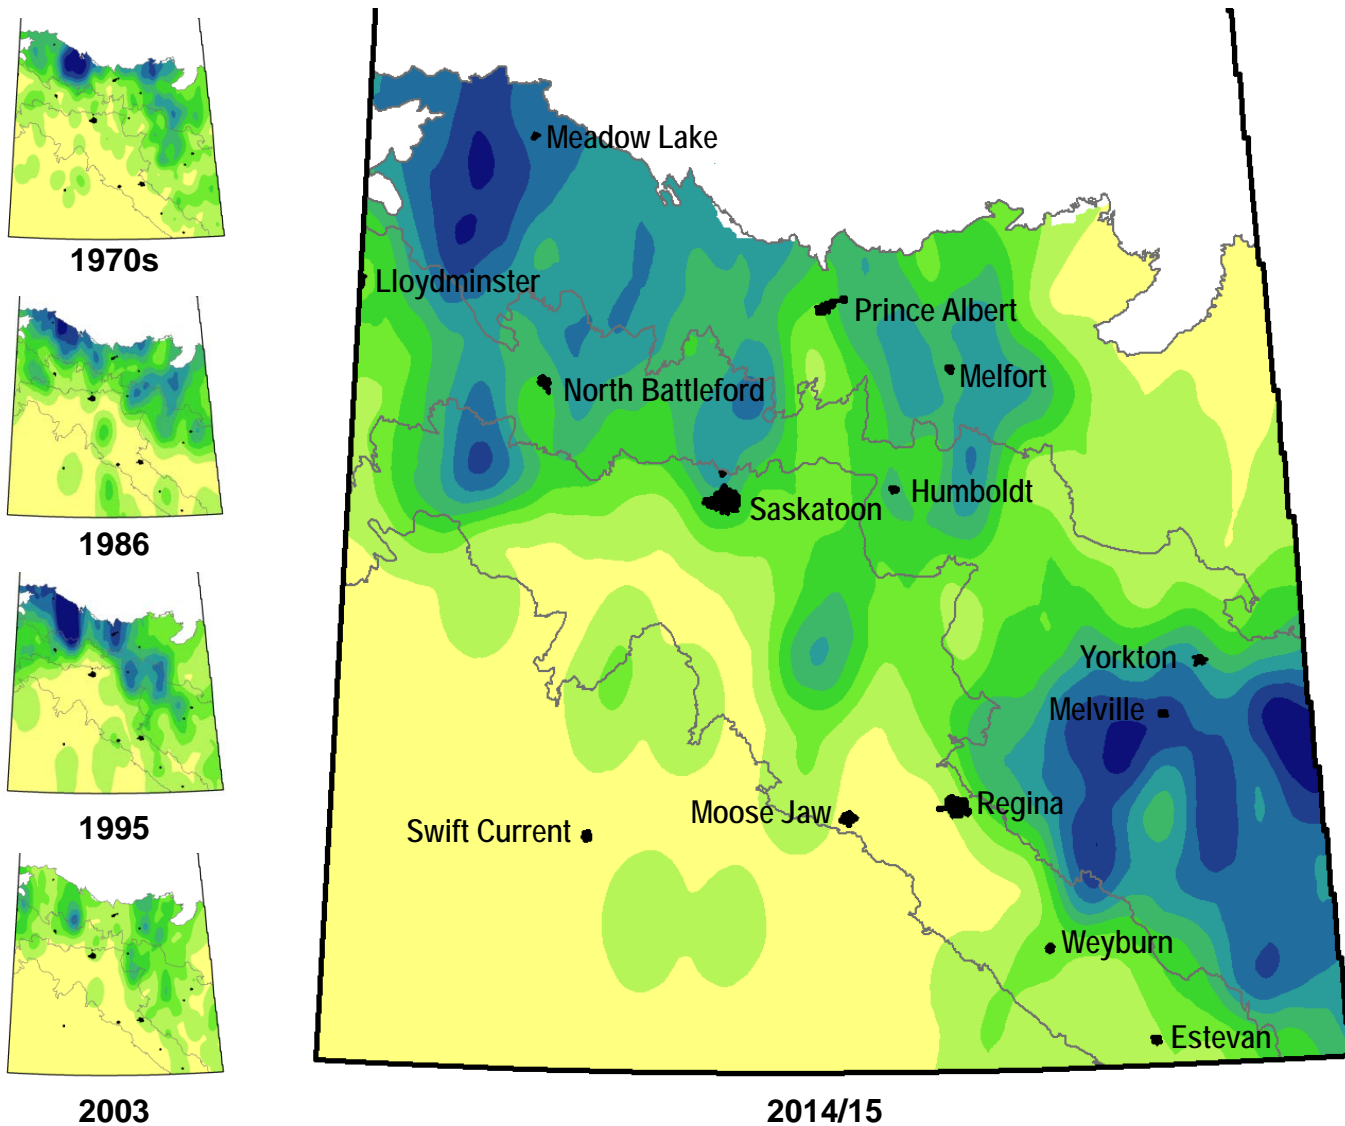 1970s
1986
1995
2003
Meadow Lake
Lloydminster
Prince Albert
Melfort
North Battleford
Humboldt
Saskatoon
Yorkton
Melville
Regina
Moose Jaw
Swift Current
Weyburn
Estevan
2014/15